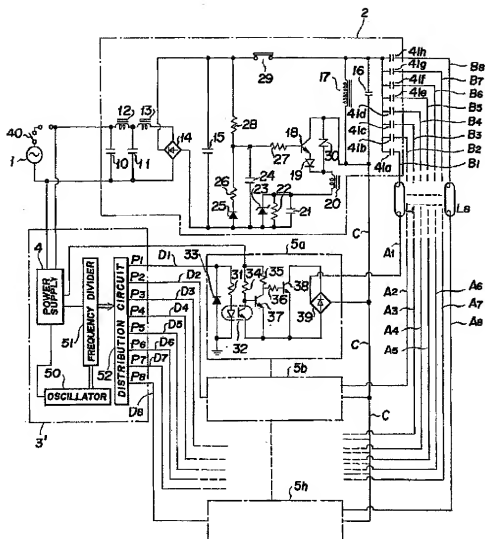 2
41h
41g
41f
41e
41d
41c
41b
41a
B8
B7
B6
B5
B4
B3
B2
B1
29
17
16
40
1
12
13
14
10
11
15
28
27
18
19
30
26
25
24
23
22
21
20
L8
A1
A2
A3
A4
A5
A6
A7
A8
C
C
C
4
POWER SUPPLY
FREQUENCY DIVIDER
51
50
OSCILLATOR
DISTRIBUTION CIRCUIT
52
3'
P1
P2
P3
P4
P5
P6
P7
P8
D1
D2
D3
D4
D5
D6
D7
D8
33
5a
31
34
35
36
38
37
39
32
5b
5h